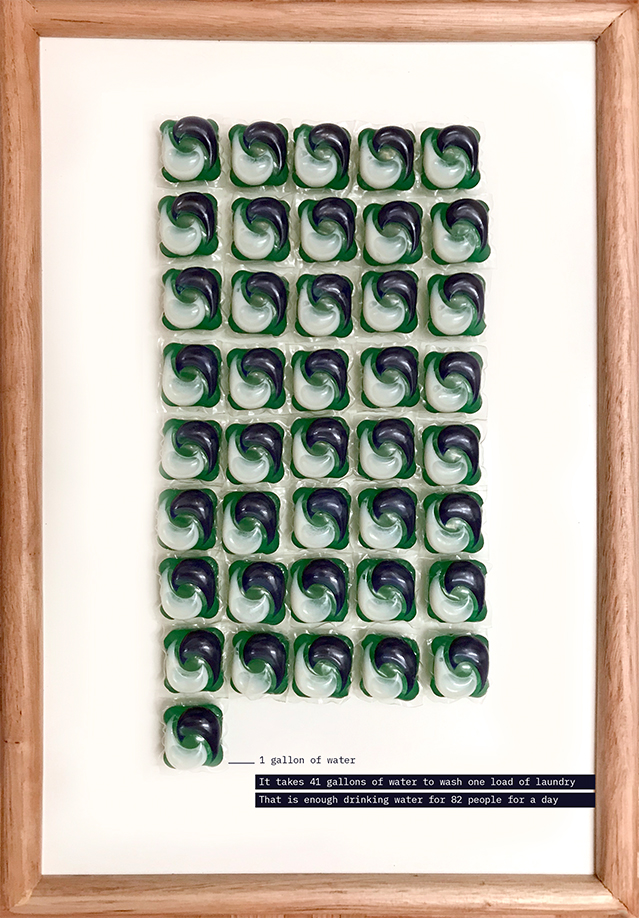 1 gallon of water
It takes 41 gallons of water to wash one load of laundry
That is enough drinking water for 82 people for a day